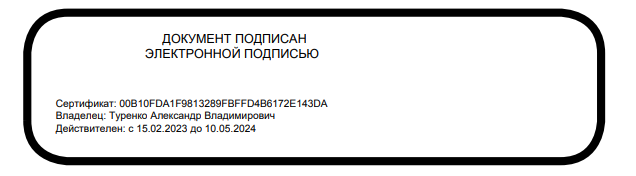 ДОКУМЕНТ ПОДПИСАН
ЭЛЕКТРОННОЙ ПОДПИСЬЮ
Сертификат: 00B10FDA1F9813289FBFFD4B6172E143DA
Владелец: Туренко Александр Владимирович
Действителен: с 15.02.2023 до 10.05.2024